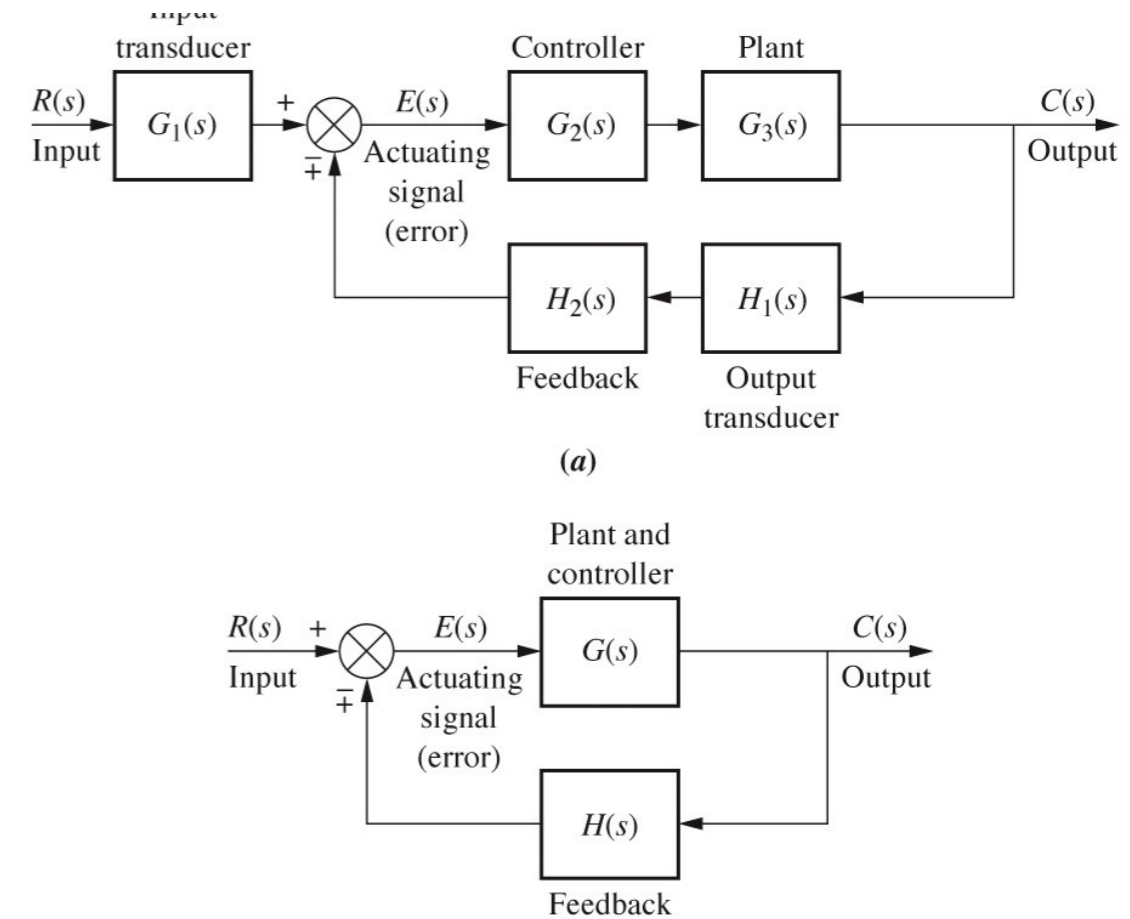 Input
transducer
Controller
Plant
R(s)
Input
G₁(s)
+
∓
E(s)
Actuating
signal
(error)
G₂(s)
G₃(s)
C(s)
Output
H₂(s)
H₁(s)
Feedback
Output
transducer
(a)
Plant and
controller
R(s)
Input
+
∓
E(s)
Actuating
signal
(error)
G(s)
C(s)
Output
H(s)
Feedback